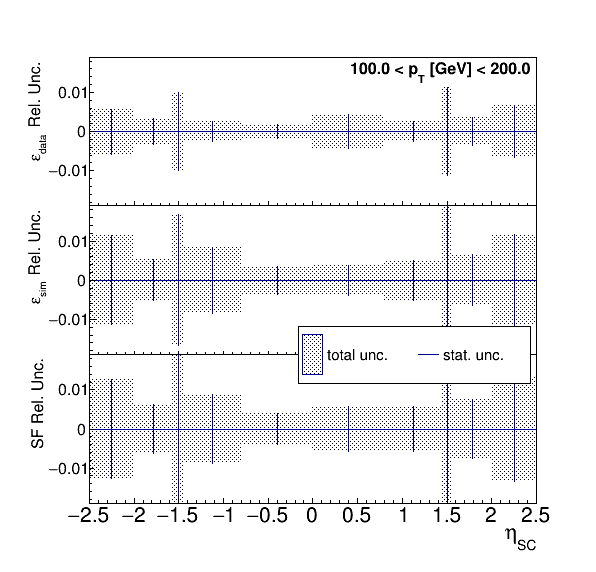 100.0 < p_T [GeV] < 200.0
ε_data Rel. Unc.
0.01
0
−0.01
ε_sim Rel. Unc.
0.01
0
−0.01
total unc. stat. unc.
SF Rel. Unc.
0.01
0
−0.01
−2.5 −2 −1.5 −1 −0.5 0 0.5 1 1.5 2 2.5
η_SC